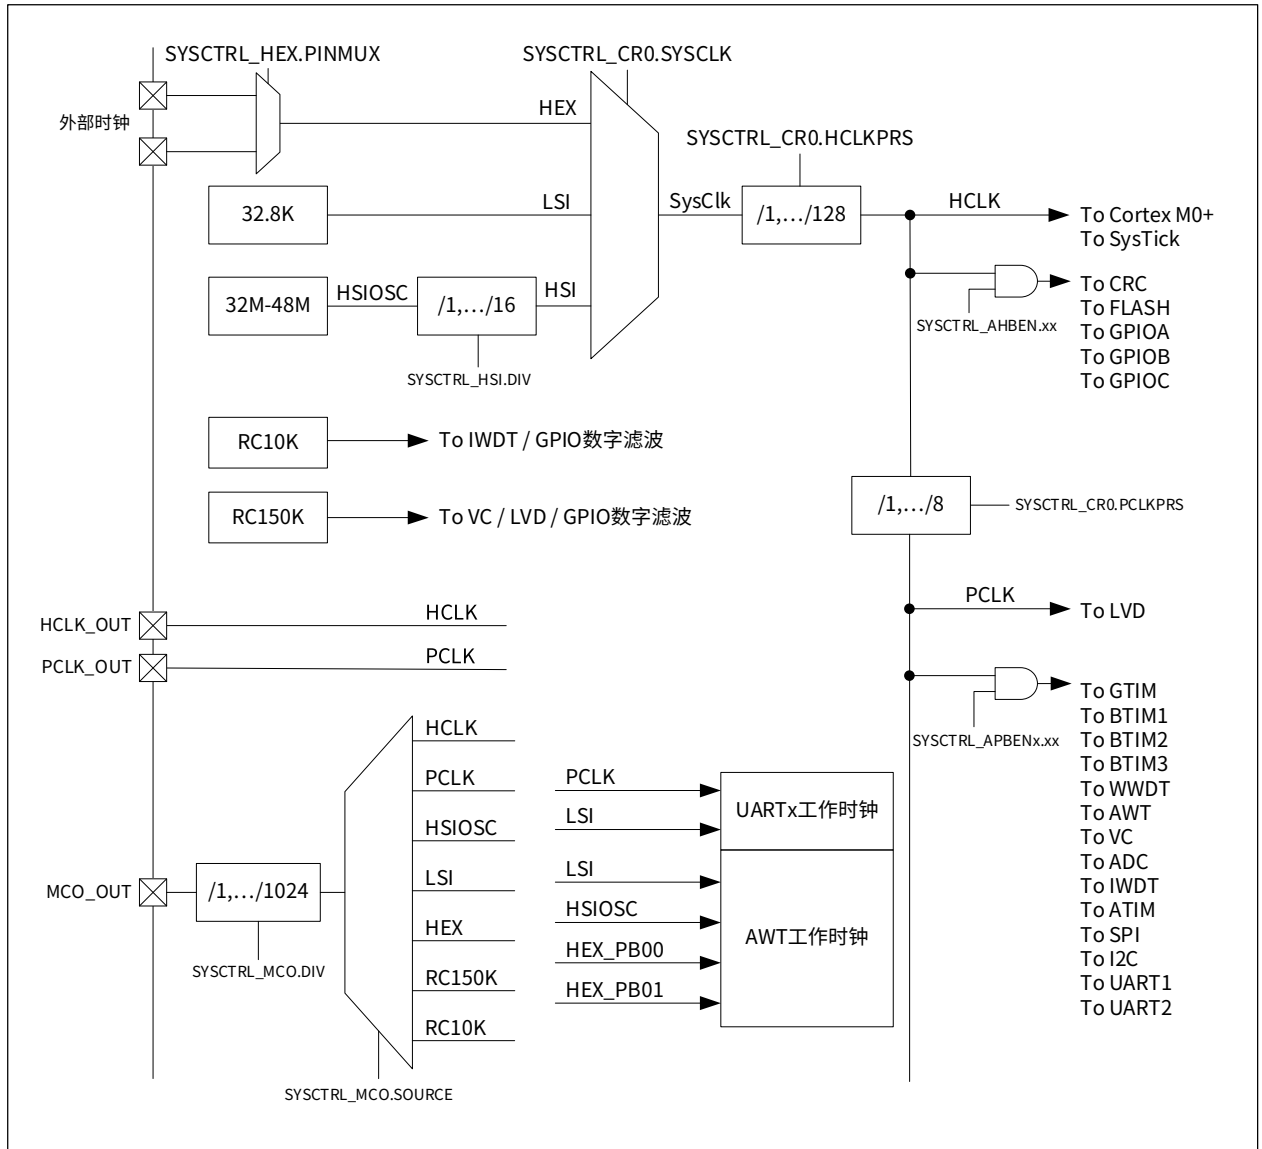 SYSCTRL_HEX.PINMUX
SYSCTRL_CR0.SYSCLK
外部时钟
HEX
SYSCTRL_CR0.HCLKPRS
32.8K
LSI
SysClk
/1,.../128
HCLK
To Cortex M0+
To SysTick
32M-48M
HSIOSC
/1,.../16
HSI
SYSCTRL_HSI.DIV
SYSCTRL_AHBEN.xx
To CRC
To FLASH
To GPIOA
To GPIOB
To GPIOC
RC10K
To IWDT / GPIO数字滤波
RC150K
To VC / LVD / GPIO数字滤波
/1,.../8
SYSCTRL_CR0.PCLKPRS
HCLK_OUT
HCLK
PCLK_OUT
PCLK
PCLK
To LVD
SYSCTRL_APBENx.xx
To GTIM
To BTIM1
To BTIM2
To BTIM3
To WWDT
To AWT
To VC
To ADC
To IWDT
To ATIM
To SPI
To I2C
To UART1
To UART2
MCO_OUT
/1,.../1024
SYSCTRL_MCO.DIV
HCLK
PCLK
HSIOSC
LSI
HEX
RC150K
RC10K
SYSCTRL_MCO.SOURCE
PCLK
LSI
UARTx工作时钟
LSI
HSIOSC
HEX_PB00
HEX_PB01
AWT工作时钟